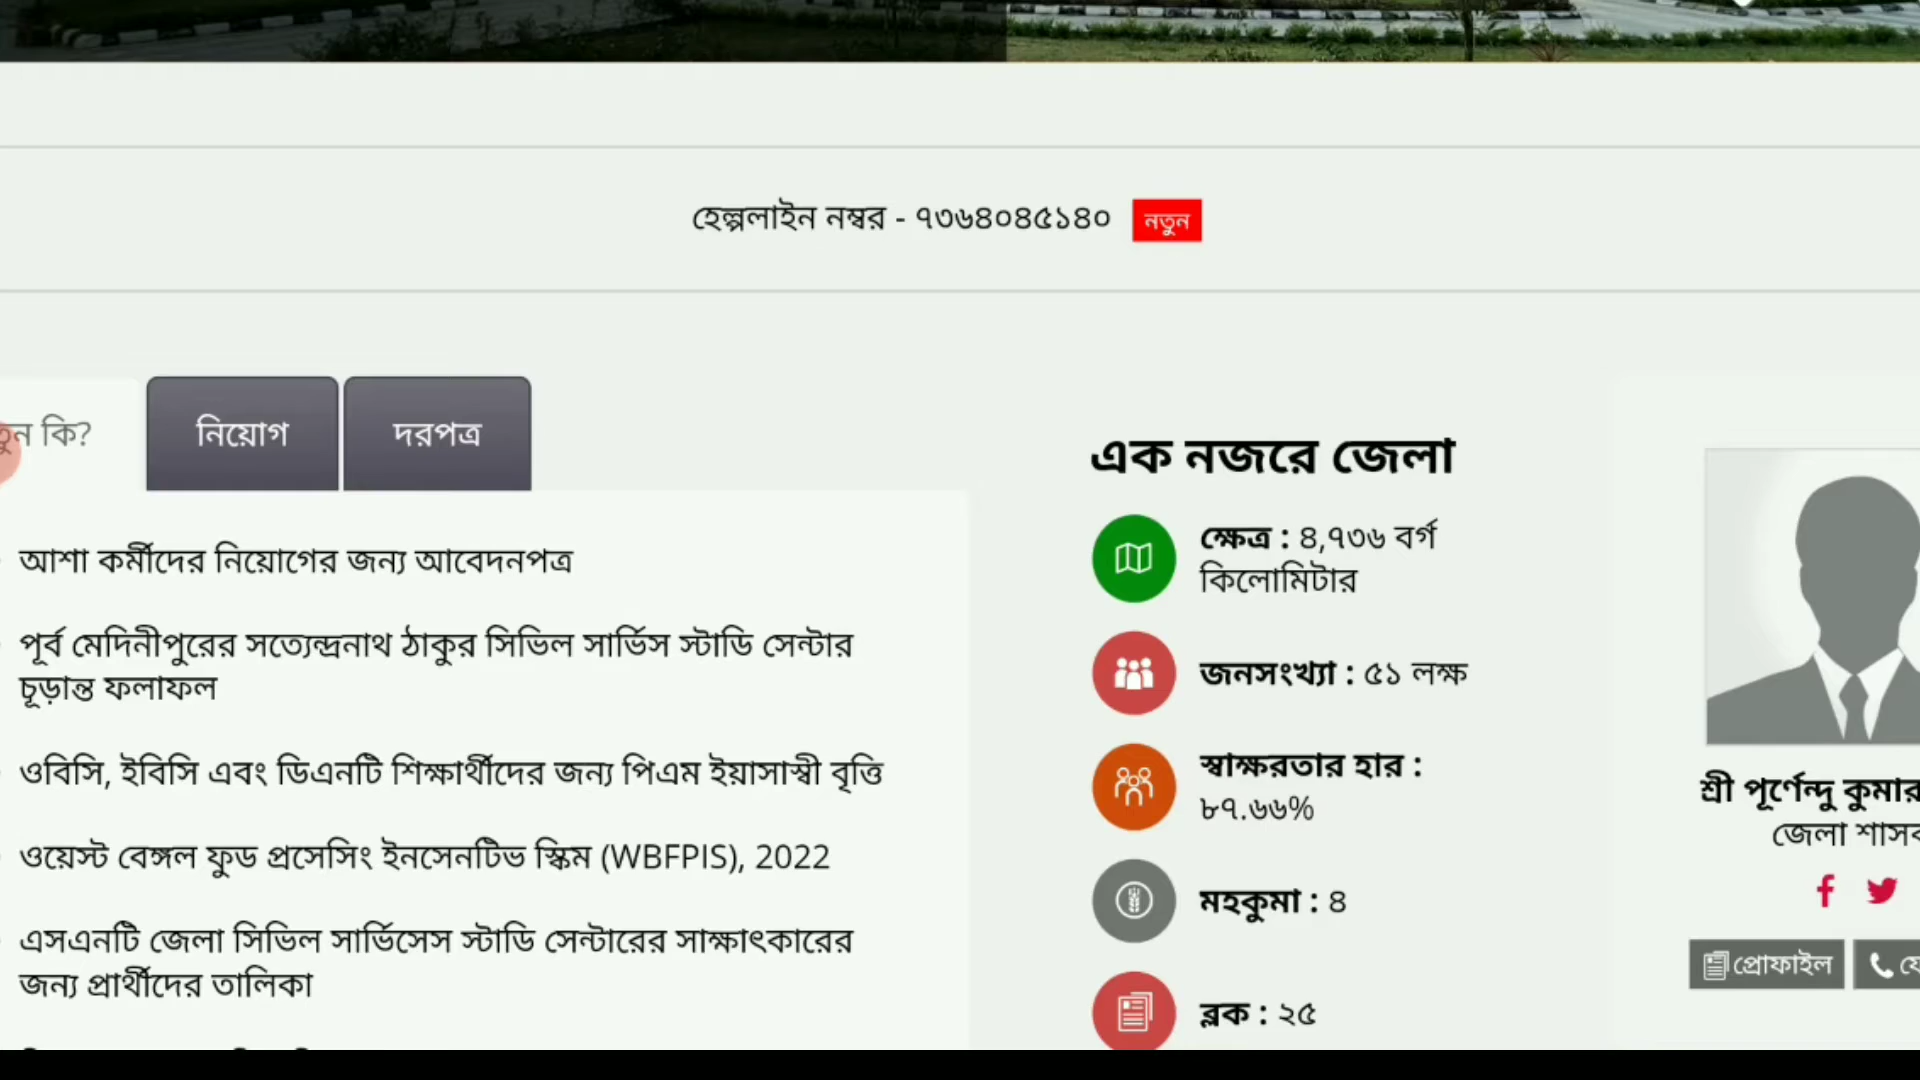 হেল্পলাইন নম্বর - ৭৩৬৪০৪৫১৪০ নতুন
কি?
নিয়োগ
দরপত্র
আশা কর্মীদের নিয়োগের জন্য আবেদনপত্র
পূর্ব মেদিনীপুরের সত্যেন্দ্রনাথ ঠাকুর সিভিল সার্ভিস স্টাডি সেন্টার
চূড়ান্ত ফলাফল
ওবিসি, ইবিসি এবং ডিএনটি শিক্ষার্থীদের জন্য পিএম ইয়াসাস্বী বৃত্তি
ওয়েস্ট বেঙ্গল ফুড প্রসেসিং ইনসেনটিভ স্কিম (WBFPIS), 2022
এসএনটি জেলা সিভিল সার্ভিসেস স্টাডি সেন্টারের সাক্ষাৎকারের
জন্য প্রার্থীদের তালিকা
এক নজরে জেলা
ক্ষেত্র : ৪,৭৩৬ বর্গ
কিলোমিটার
জনসংখ্যা : ৫১ লক্ষ
স্বাক্ষরতার হার :
৮৭.৬৬%
মহকুমা : ৪
ব্লক : ২৫
শ্রী পূর্ণেন্দু কুমার
জেলা
প্রোফাইল